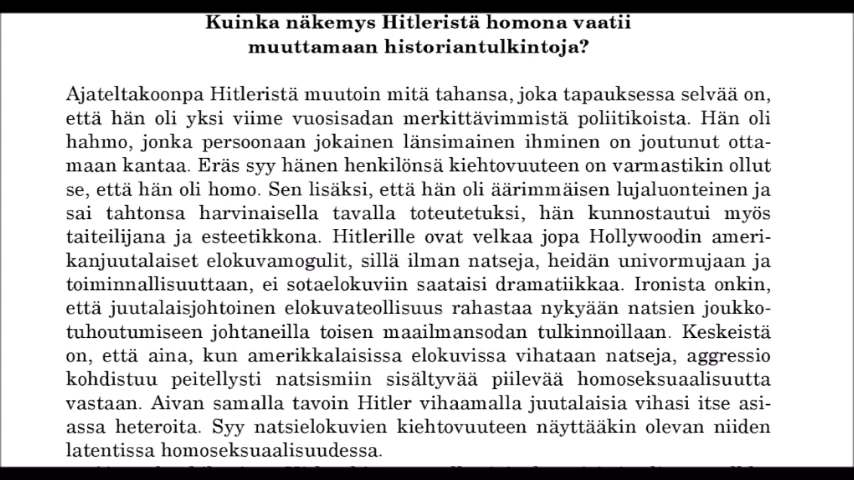 Kuinka näkemys Hitleristä homona vaatii
muuttamaan historiantulkintoja?
Ajateltakoonpa Hitleristä muutoin mitä tahansa, joka tapauksessa selvää on,
että hän oli yksi viime vuosisadan merkittävimmistä poliitikoista. Hän oli
hahmo, jonka persoonaan jokainen länsimainen ihminen on joutunut otta-
maan kantaa. Eräs syy hänen henkilönsä kiehtovuuteen on varmastikin ollut
se, että hän oli homo. Sen lisäksi, että hän oli äärimmäisen lujaluonteinen ja
sai tahtonsa harvinaisella tavalla toteutetuksi, hän kunnostautui myös
taiteilijana ja esteetikkona. Hitlerille ovat velkaa jopa Hollywoodin ameri-
kanjuutalaiset elokuvamogulit, sillä ilman natseja, heidän univormujaan ja
toiminnallisuuttaan, ei sotaelokuviin saataisi dramatiikkaa. Ironista onkin,
että juutalaisjohtoinen elokuvateollisuus rahastaa nykyään natsien joukko-
tuhoutumiseen johtaneilla toisen maailmansodan tulkinnoillaan. Keskeistä
on, että aina, kun amerikkalaisissa elokuvissa vihataan natseja, aggressio
kohdistuu peitellysti natsismiin sisältyvää piilevää homoseksuaalisuutta
vastaan. Aivan samalla tavoin Hitler vihaamalla juutalaisia vihasi itse asi-
assa heteroita. Syy natsielokuvien kiehtovuuteen näyttääkin olevan niiden
latentissa homoseksuaalisuudessa.